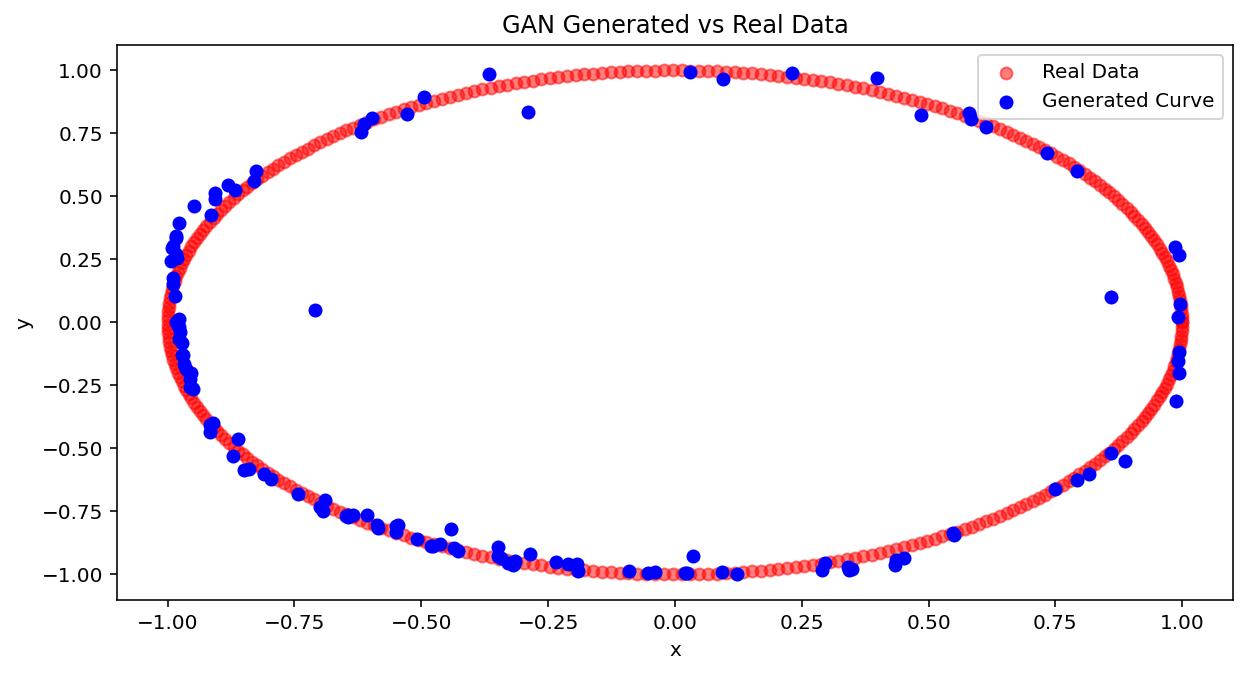 GAN Generated vs Real Data
Real Data
Generated Curve
1.00
0.75
0.50
0.25
0.00
−0.25
−0.50
−0.75
−1.00
y
−1.00 −0.75 −0.50 −0.25 0.00 0.25 0.50 0.75 1.00
x